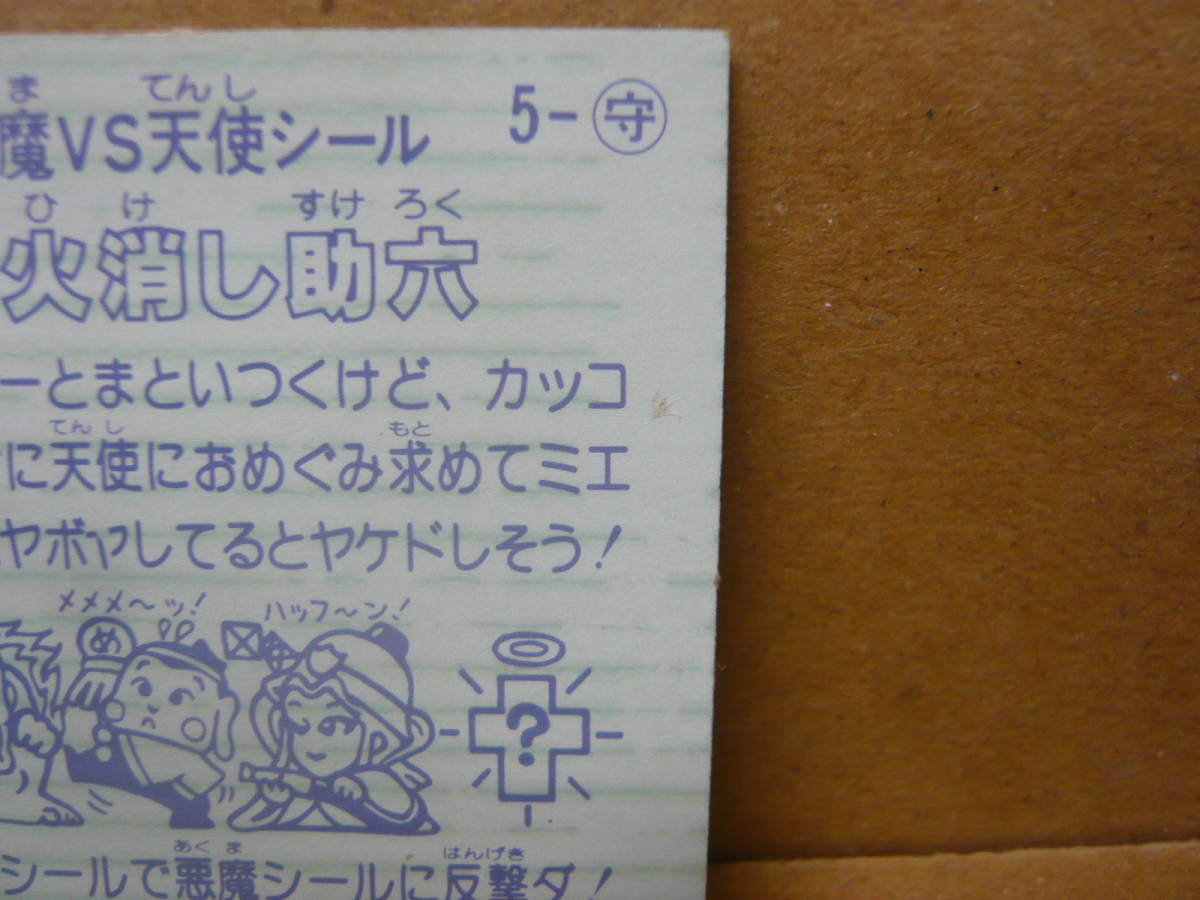 ま てんし
魔VS天使シール 5-守
ひ け すけ ろく
火消し助六
ーとまといつくけど、カッコ
てんし もと
に天使におめぐみ求めてミエ
ヤボヤしてるとヤケドしそう!
メメメ〜ッ! ハッフ〜ン!
め
?
あくま はんげき
シールで悪魔シールに反撃ダ!